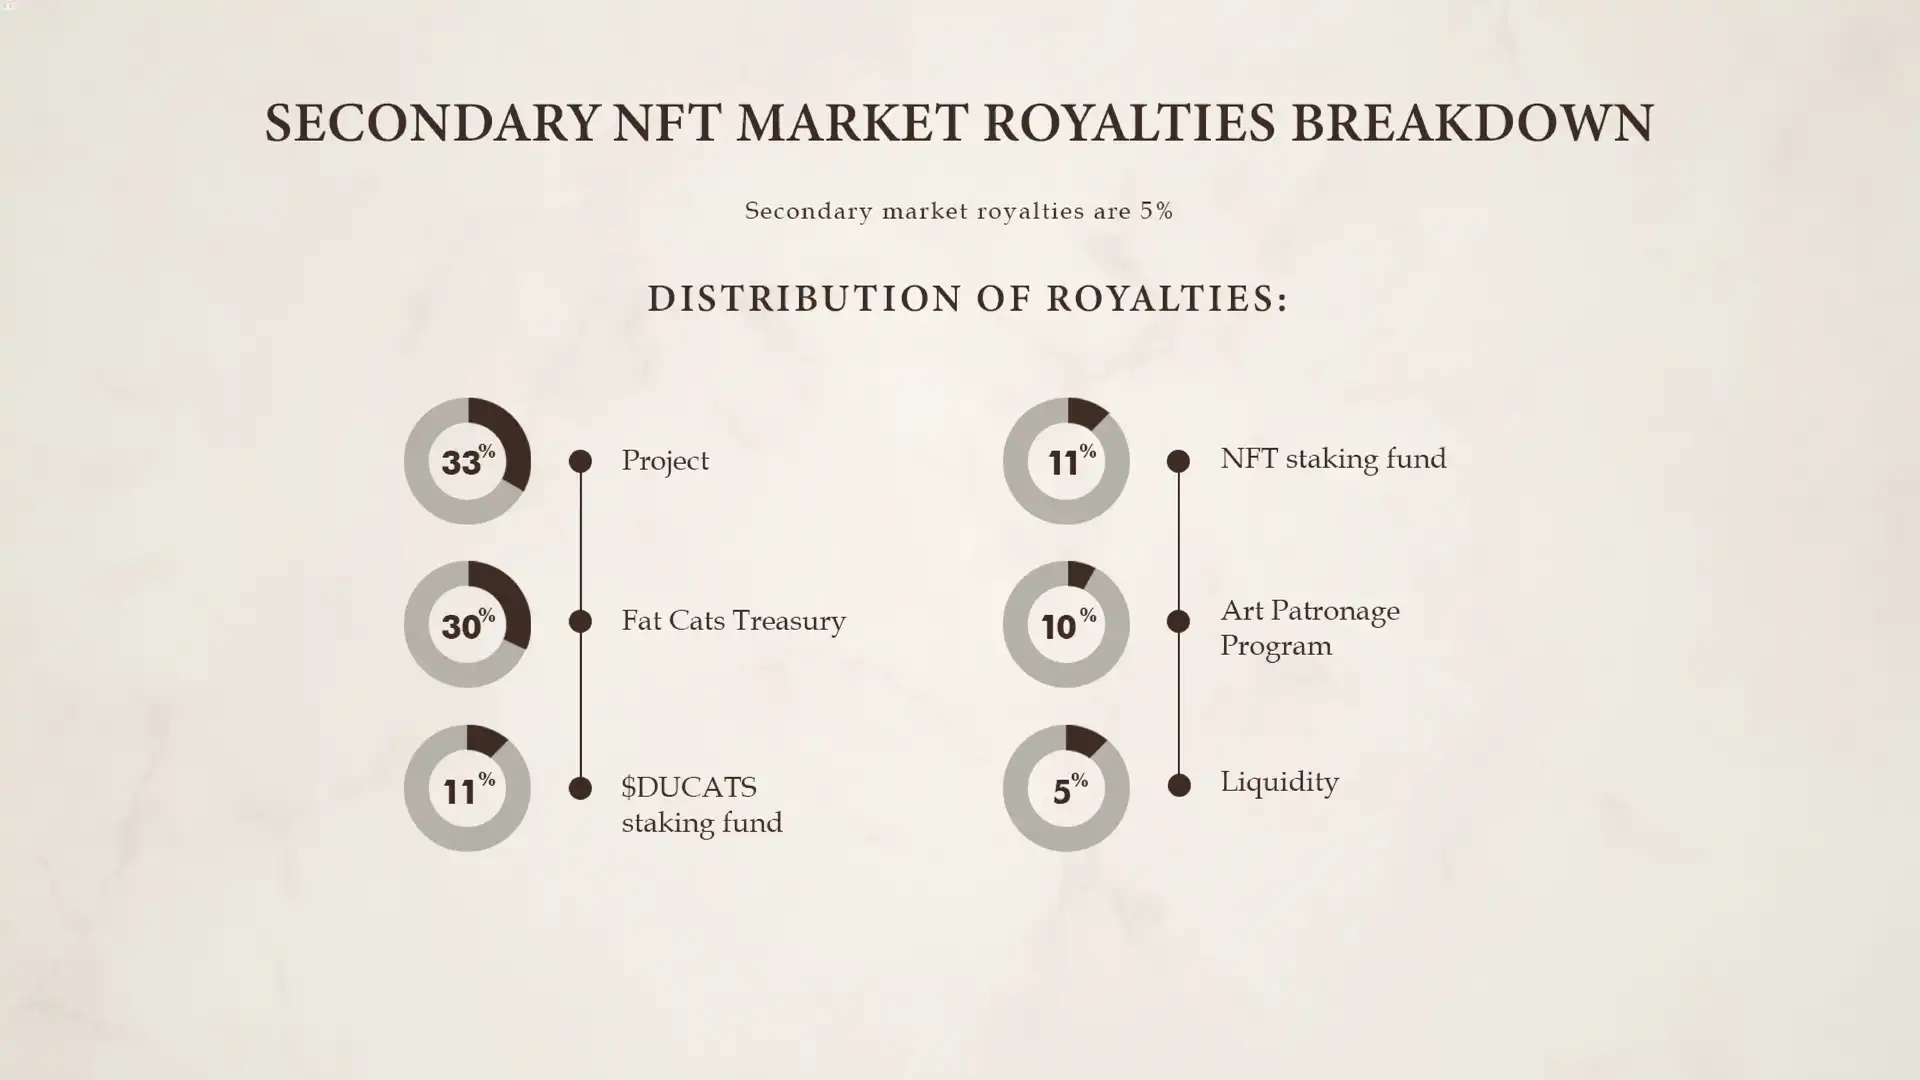 SECONDARY NFT MARKET ROYALTIES BREAKDOWN
Secondary market royalties are 5%
DISTRIBUTION OF ROYALTIES:
33%
Project
30%
Fat Cats Treasury
11%
$DUCATS
staking fund
11%
NFT staking fund
10%
Art Patronage
Program
5%
Liquidity